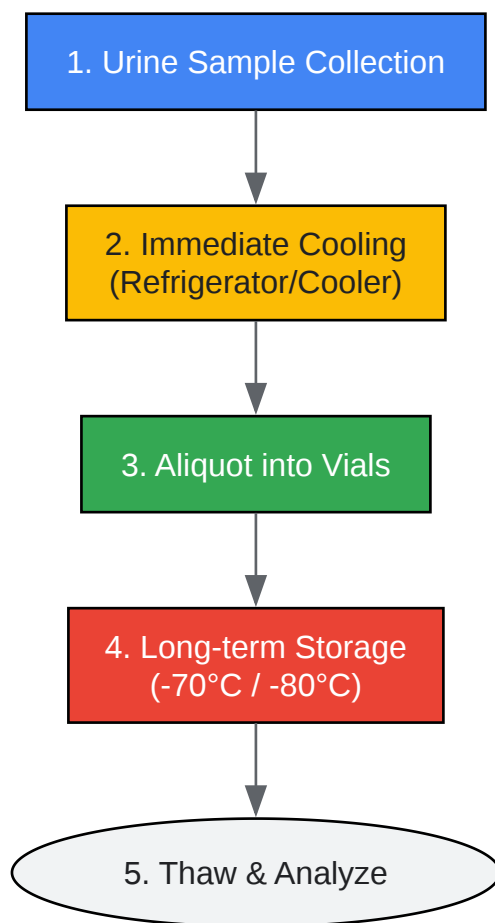 1. Urine Sample Collection
2. Immediate Cooling
(Refrigerator/Cooler)
3. Aliquot into Vials
4. Long-term Storage
(-70°C / -80°C)
5. Thaw & Analyze